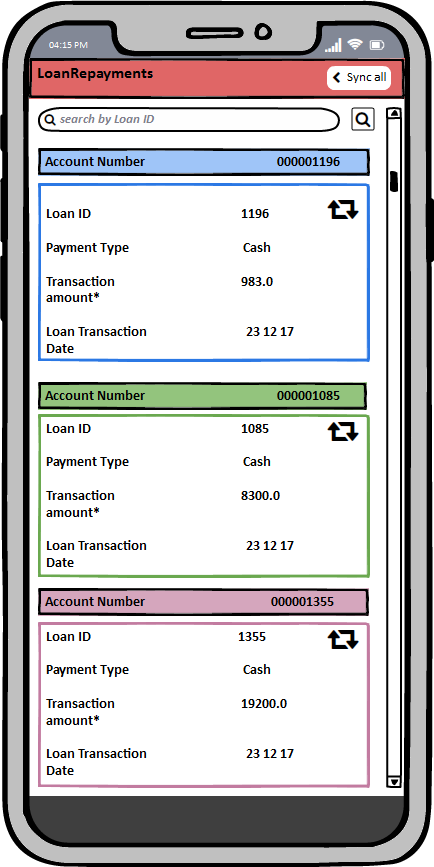 04:15 PM
LoanRepayments
Sync all
search by Loan ID
Account Number 000001196
Loan ID 1196
Payment Type Cash
Transaction amount* 983.0
Loan Transaction Date 23 12 17
Account Number 000001085
Loan ID 1085
Payment Type Cash
Transaction amount* 8300.0
Loan Transaction Date 23 12 17
Account Number 000001355
Loan ID 1355
Payment Type Cash
Transaction amount* 19200.0
Loan Transaction Date 23 12 17